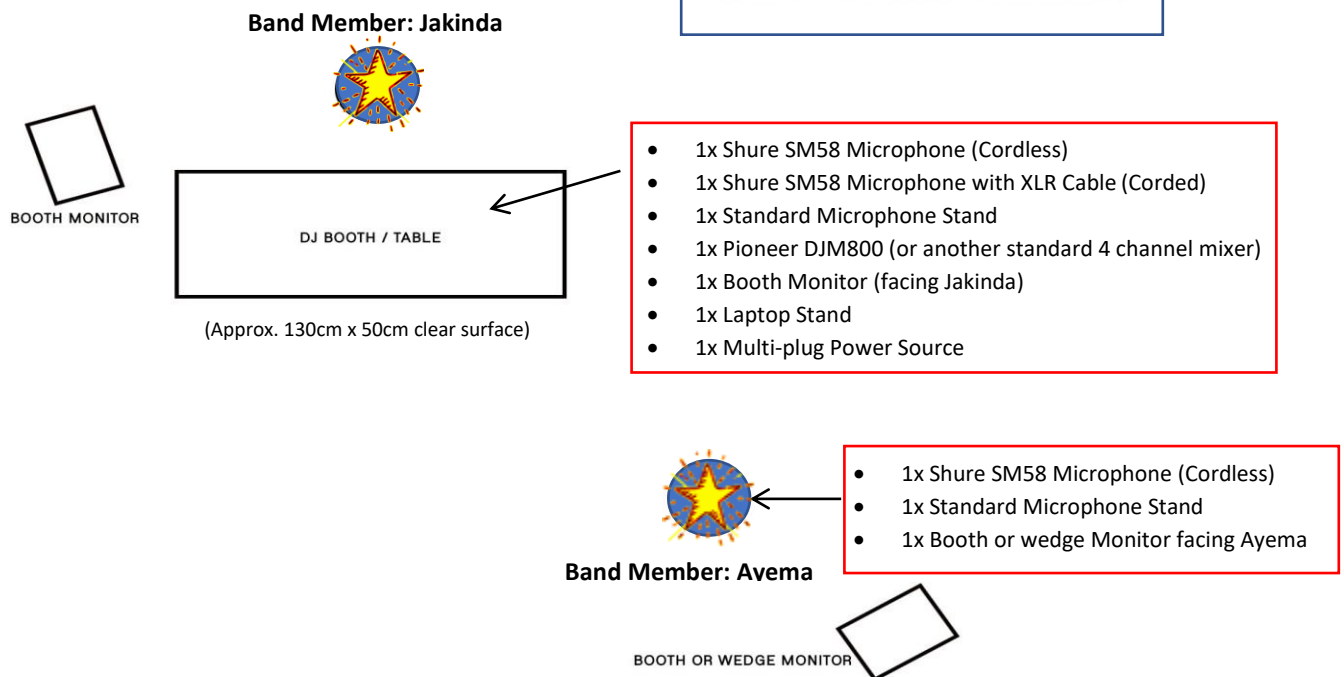 Band Member: Jakinda
BOOTH MONITOR
DJ BOOTH / TABLE
(Approx. 130cm x 50cm clear surface)
• 1x Shure SM58 Microphone (Cordless)
• 1x Shure SM58 Microphone with XLR Cable (Corded)
• 1x Standard Microphone Stand
• 1x Pioneer DJM800 (or another standard 4 channel mixer)
• 1x Booth Monitor (facing Jakinda)
• 1x Laptop Stand
• 1x Multi-plug Power Source
• 1x Shure SM58 Microphone (Cordless)
• 1x Standard Microphone Stand
• 1x Booth or wedge Monitor facing Ayema
Band Member: Ayema
BOOTH OR WEDGE MONITOR